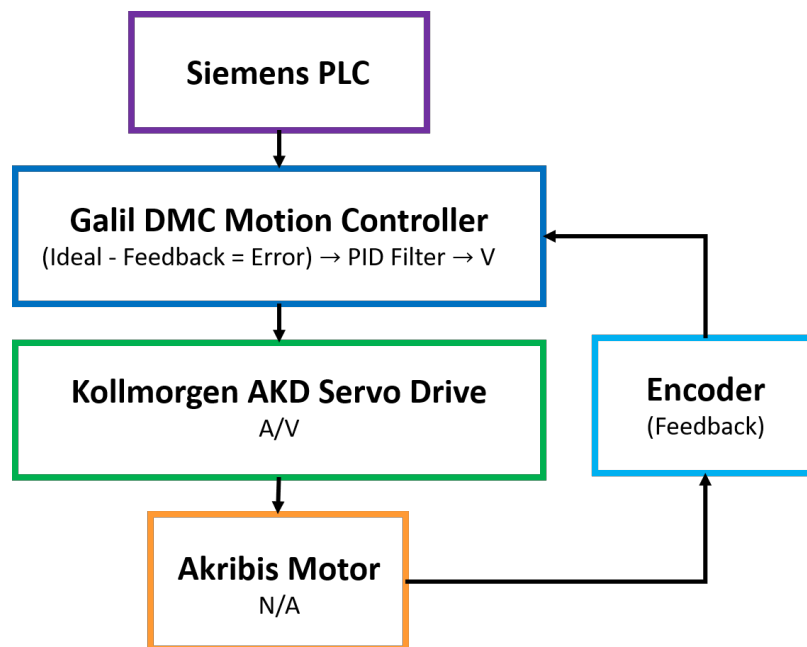 Siemens PLC
Galil DMC Motion Controller
(Ideal - Feedback = Error) → PID Filter → V
Kollmorgen AKD Servo Drive
A/V
Encoder
(Feedback)
Akribis Motor
N/A